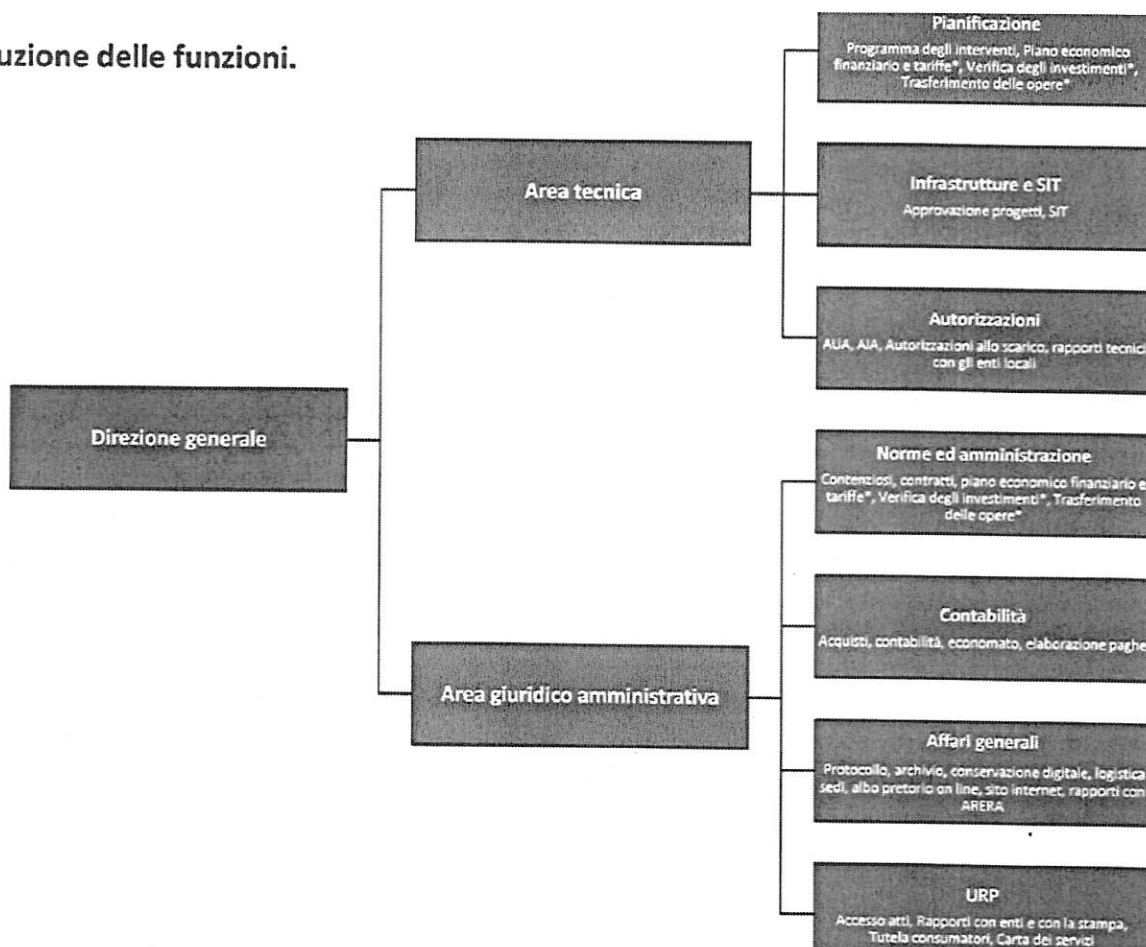 uzione delle funzioni.
Pianificazione
Programma degli interventi, Piano economico
finanziario e tariffe*, Verifica degli investimenti*,
Trasferimento delle opere*
Area tecnica
Infrastrutture e SIT
Approvazione progetti, SIT
Autorizzazioni
AUA, AIA, Autorizzazioni allo scarico, rapporti tecnici
con gli enti locali
Direzione generale
Norme ed amministrazione
Contenziosi, contratti, piano economico finanziario e
tariffe*, Verifica degli investimenti*, Trasferimento
delle opere*
Contabilità
Acquisti, contabilità, economato, elaborazione paghe
Area giuridico amministrativa
Affari generali
Protocollo, archivio, conservazione digitale, logistica
sedi, albo pretorio on line, sito internet, rapporti con
ARERA
URP
Accesso atti, Rapporti con enti e con la stampa,
Tutela consumatori, Carta dei servizi